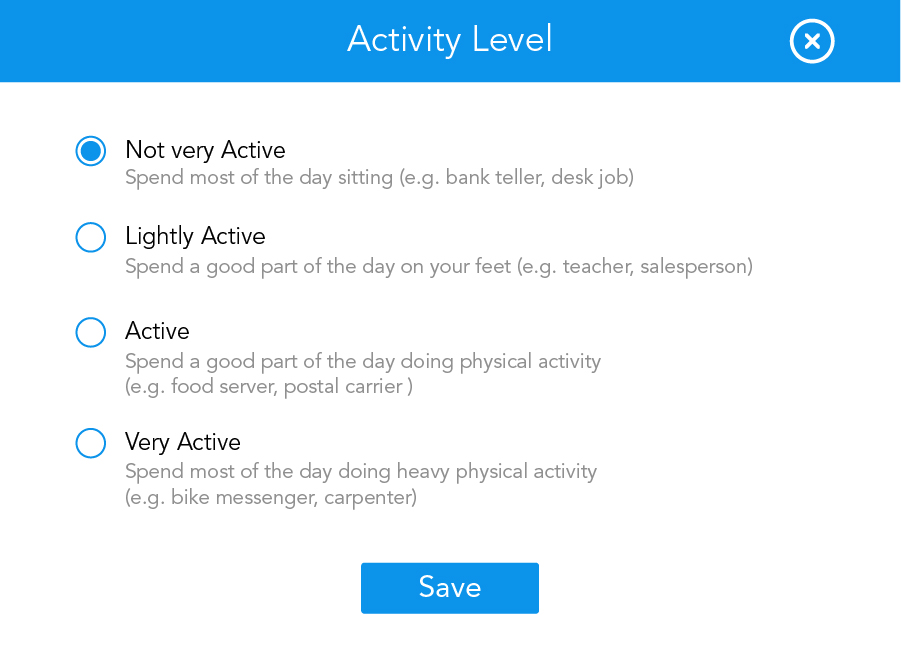 Activity Level
Not very Active
Spend most of the day sitting (e.g. bank teller, desk job)
Lightly Active
Spend a good part of the day on your feet (e.g. teacher, salesperson)
Active
Spend a good part of the day doing physical activity
(e.g. food server, postal carrier )
Very Active
Spend most of the day doing heavy physical activity
(e.g. bike messenger, carpenter)
Save